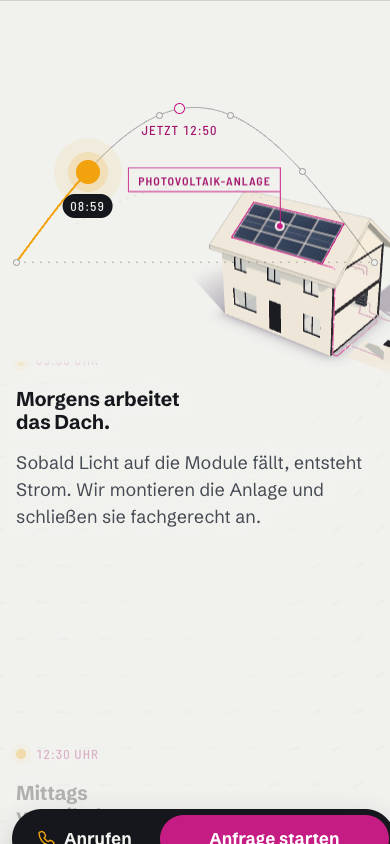 JETZT 12:50
PHOTOVOLTAIK-ANLAGE
08:59
Morgens arbeitet
das Dach.
Sobald Licht auf die Module fällt, entsteht
Strom. Wir montieren die Anlage und
schließen sie fachgerecht an.
12:30 UHR
Mittags
Anrufen
Anfrage starten